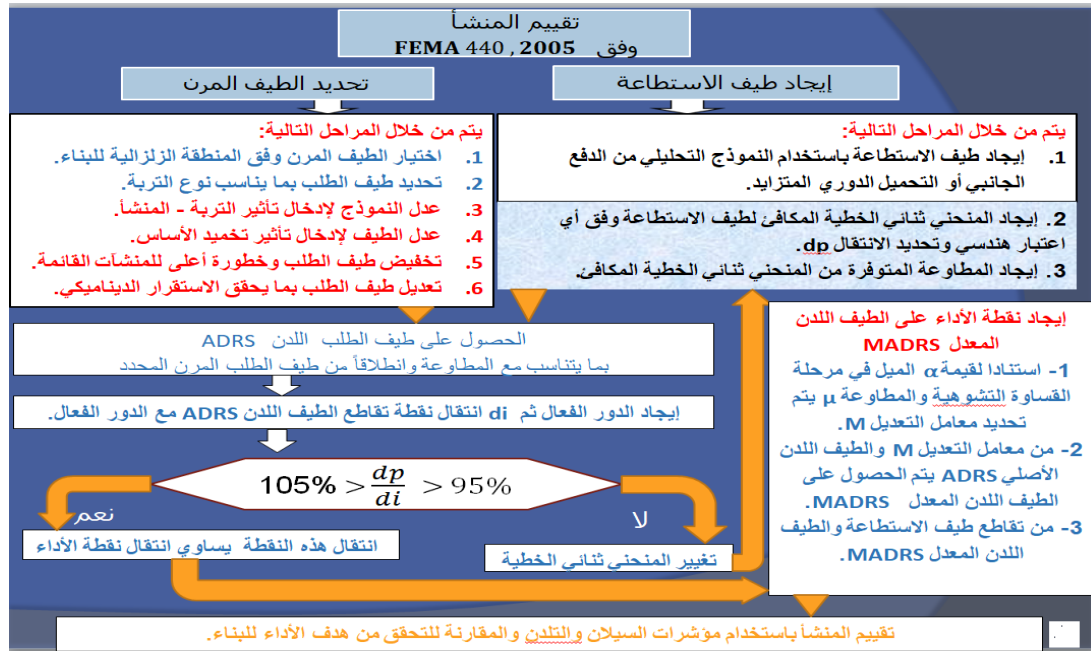 تقييم المنشأ
وفق FEMA 440 , 2005
إيجاد طيف الاستطاعة
تحديد الطيف المرن
يتم من خلال المراحل التالية:
1. إيجاد طيف الاستطاعة باستخدام النموذج التحليلي من الدفع
الجانبي أو التحميل الدوري المتزايد.
2. إيجاد المنحني ثنائي الخطية المكافئ لطيف الاستطاعة وفق أي
اعتبار هندسي وتحديد الانتقال dp.
3. إيجاد المطاوعة المتوفرة من المنحني ثنائي الخطية المكافئ.
يتم من خلال المراحل التالية:
1. اختيار الطيف المرن وفق المنطقة الزلزالية للبناء.
2. تحديد طيف الطلب بما يناسب نوع التربة.
3. عدل النموذج لإدخال تأثير التربة - المنشأ.
4. عدل الطيف لإدخال تأثير تخميد الأساس.
5. تخفيض طيف الطلب وخطورة أعلى للمنشآت القائمة.
6. تعديل طيف الطلب بما يحقق الاستقرار الديناميكي.
الحصول على طيف الطلب اللدن ADRS
بما يتناسب مع المطاوعة وانطلاقاً من طيف الطلب المرن المحدد
إيجاد الدور الفعال ثم di انتقال نقطة تقاطع الطيف اللدن ADRS مع الدور الفعال.
105% > dp/di > 95%
نعم
لا
انتقال هذه النقطة يساوي انتقال نقطة الأداء
تغيير المنحني ثنائي الخطية
إيجاد نقطة الأداء على الطيف اللدن
المعدل MADRS
1- استنادا لقيمة α الميل في مرحلة
القساوة التشوهية والمطاوعة μ يتم
تحديد معامل التعديل M.
2- من معامل التعديل M والطيف اللدن
الأصلي ADRS يتم الحصول على
الطيف اللدن المعدل MADRS.
3- من تقاطع طيف الاستطاعة والطيف
اللدن المعدل MADRS.
تقييم المنشأ باستخدام مؤشرات السيلان والتلدن والمقارنة للتحقق من هدف الأداء للبناء.